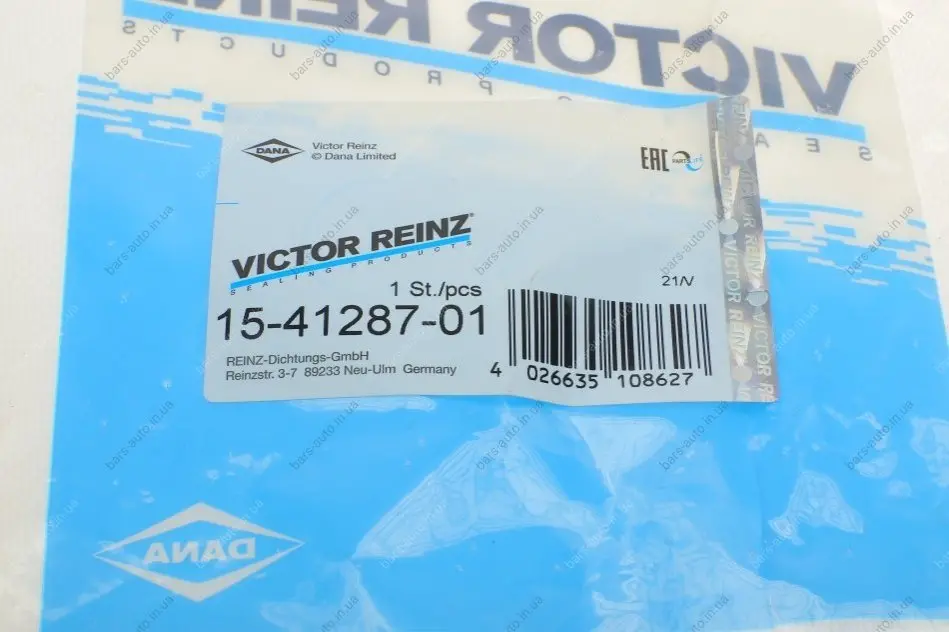 VICTOR REINZ
SEALING PRODUCTS
DANA
Victor Reinz
© Dana Limited
EAC
PARTSLIFE
VICTOR REINZ®
SEALING PRODUCTS
1 St./pcs
21/V
15-41287-01
REINZ-Dichtungs-GmbH
Reinzstr. 3-7 89233 Neu-Ulm Germany
4 026635 108627
VICTOR REINZ
DANA
bars-auto.in.ua